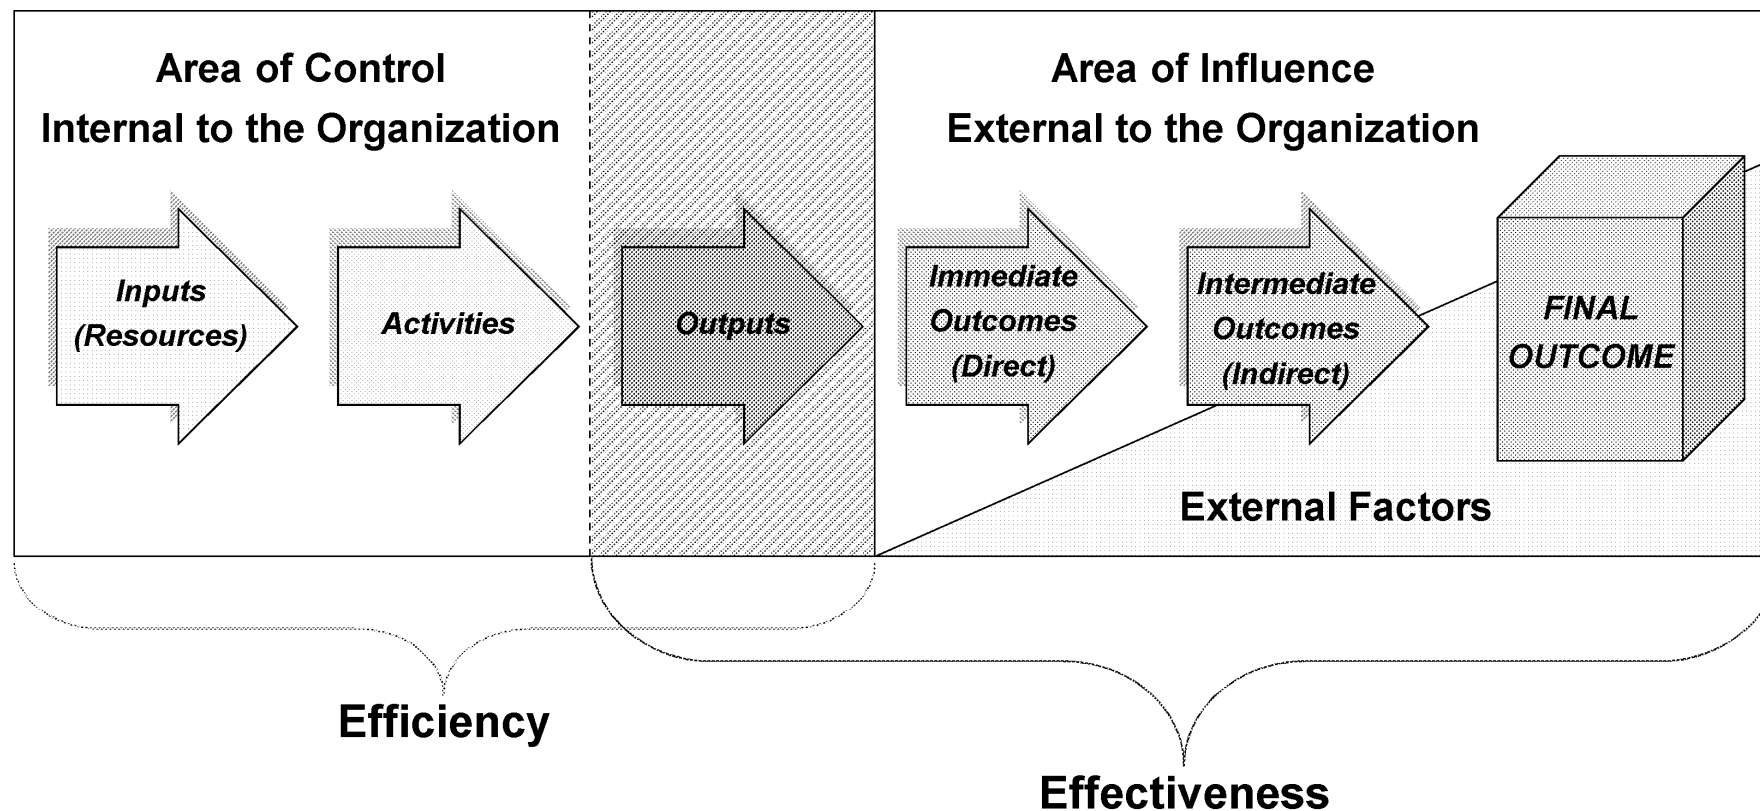 Area of Control
Internal to the Organization
Area of Influence
External to the Organization
Inputs
(Resources)
Activities
Outputs
Immediate
Outcomes
(Direct)
Intermediate
Outcomes
(Indirect)
FINAL
OUTCOME
External Factors
Efficiency
Effectiveness